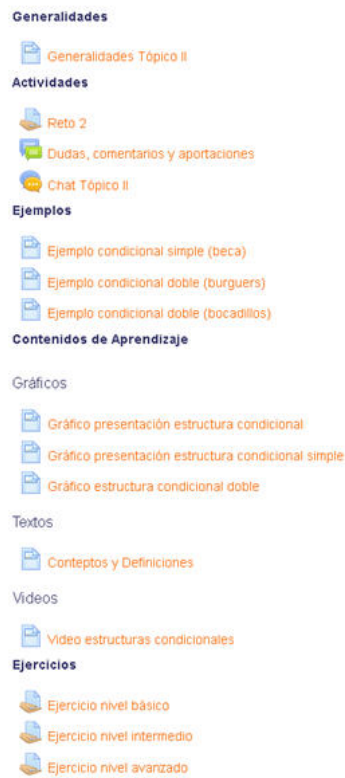 Generalidades
Generalidades Tópico II
Actividades
Reto 2
Dudas, comentarios y aportaciones
Chat Tópico II
Ejemplos
Ejemplo condicional simple (beca)
Ejemplo condicional doble (burguers)
Ejemplo condicional doble (bocadillos)
Contenidos de Aprendizaje
Gráficos
Gráfico presentación estructura condicional
Gráfico presentación estructura condicional simple
Gráfico estructura condicional doble
Textos
Conteptos y Definiciones
Videos
Video estructuras condicionales
Ejercicios
Ejercicio nivel básico
Ejercicio nivel intermedio
Ejercicio nivel avanzado